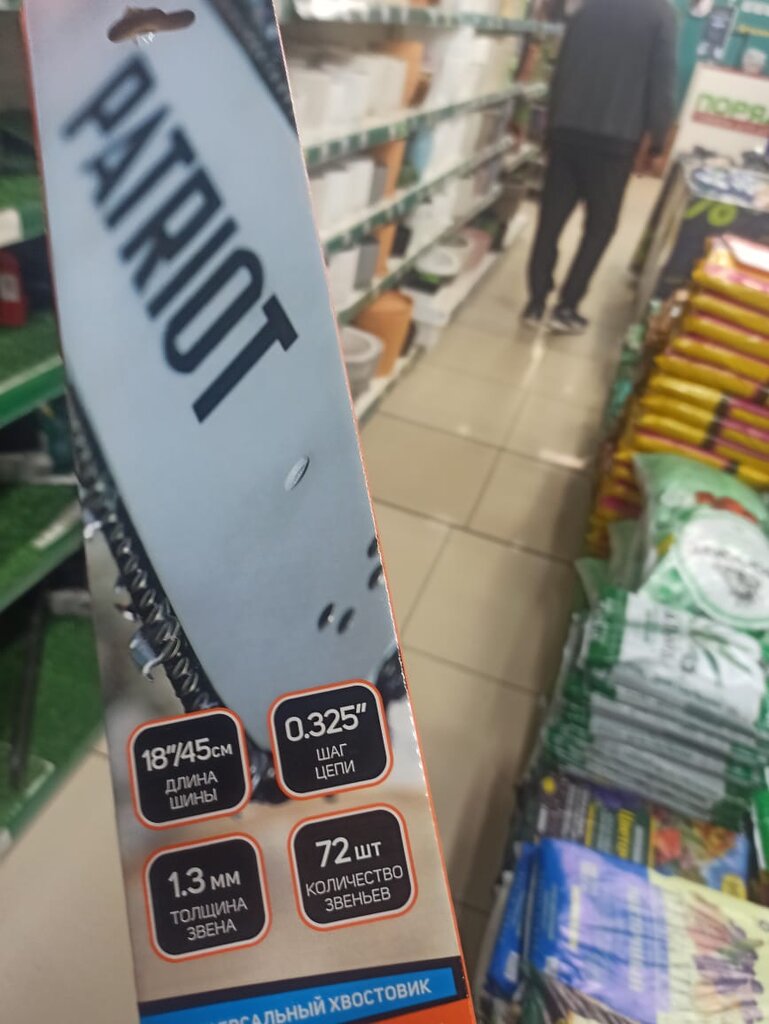 PATRIOT
18"/45см
ДЛИНА
ШИНЫ
0.325"
ШАГ
ЦЕПИ
1.3 мм
ТОЛЩИНА
ЗВЕНА
72 шт
КОЛИЧЕСТВО
ЗВЕНЬЕВ
ХВОСТОВИК
%